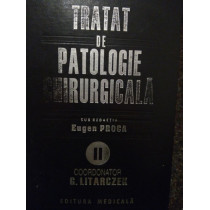 TRATAT
DE
PATOLOGIE
CHIRURGICALĂ
SUB REDACȚIA
Eugen PROCA
II
COORDONATOR
G. LITARCZEK
EDITURA MEDICALĂ